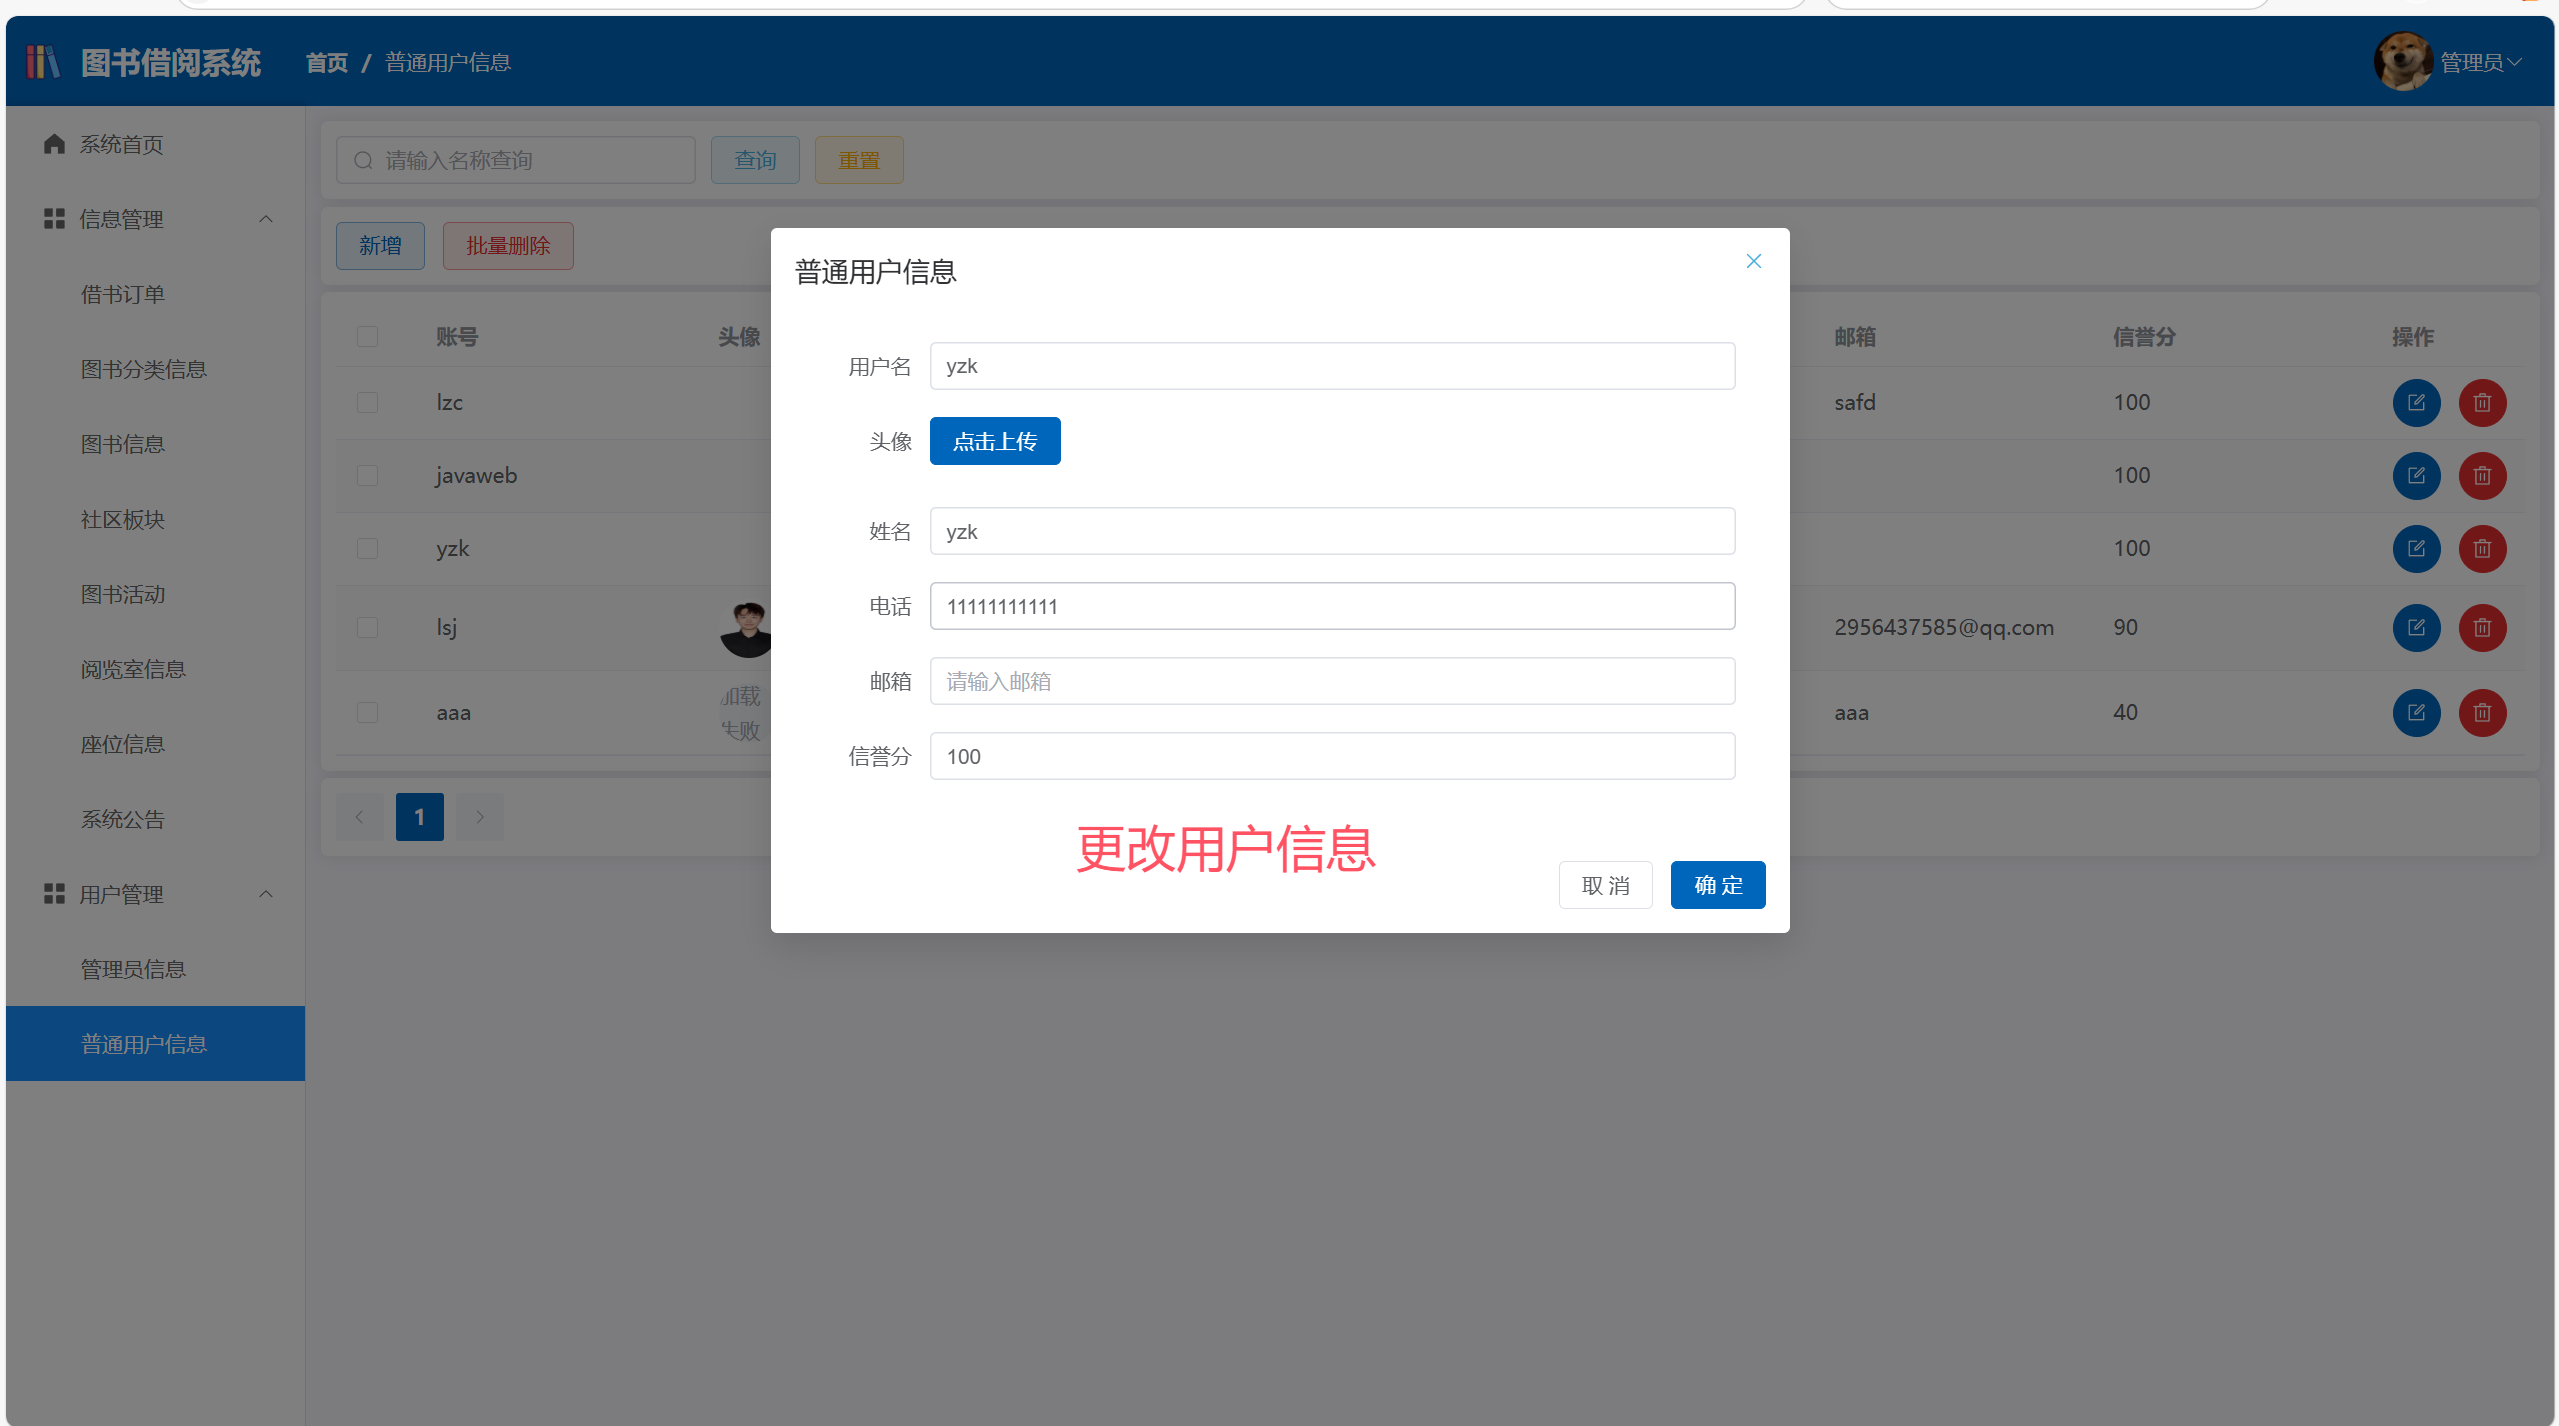 图书借阅系统
首页 / 普通用户信息
管理员
系统首页
信息管理
借书订单
图书分类信息
图书信息
社区板块
图书活动
阅览室信息
座位信息
系统公告
用户管理
管理员信息
普通用户信息
请输入名称查询
查询
重置
新增
批量删除
账号 头像 邮箱 信誉分 操作
lzc safd 100
javaweb 100
yzk 100
lsj 2956437585@qq.com 90
aaa 加载 aaa 40
失败
1
普通用户信息
用户名 yzk
头像 点击上传
姓名 yzk
电话 11111111111
邮箱 请输入邮箱
信誉分 100
更改用户信息
取 消
确 定